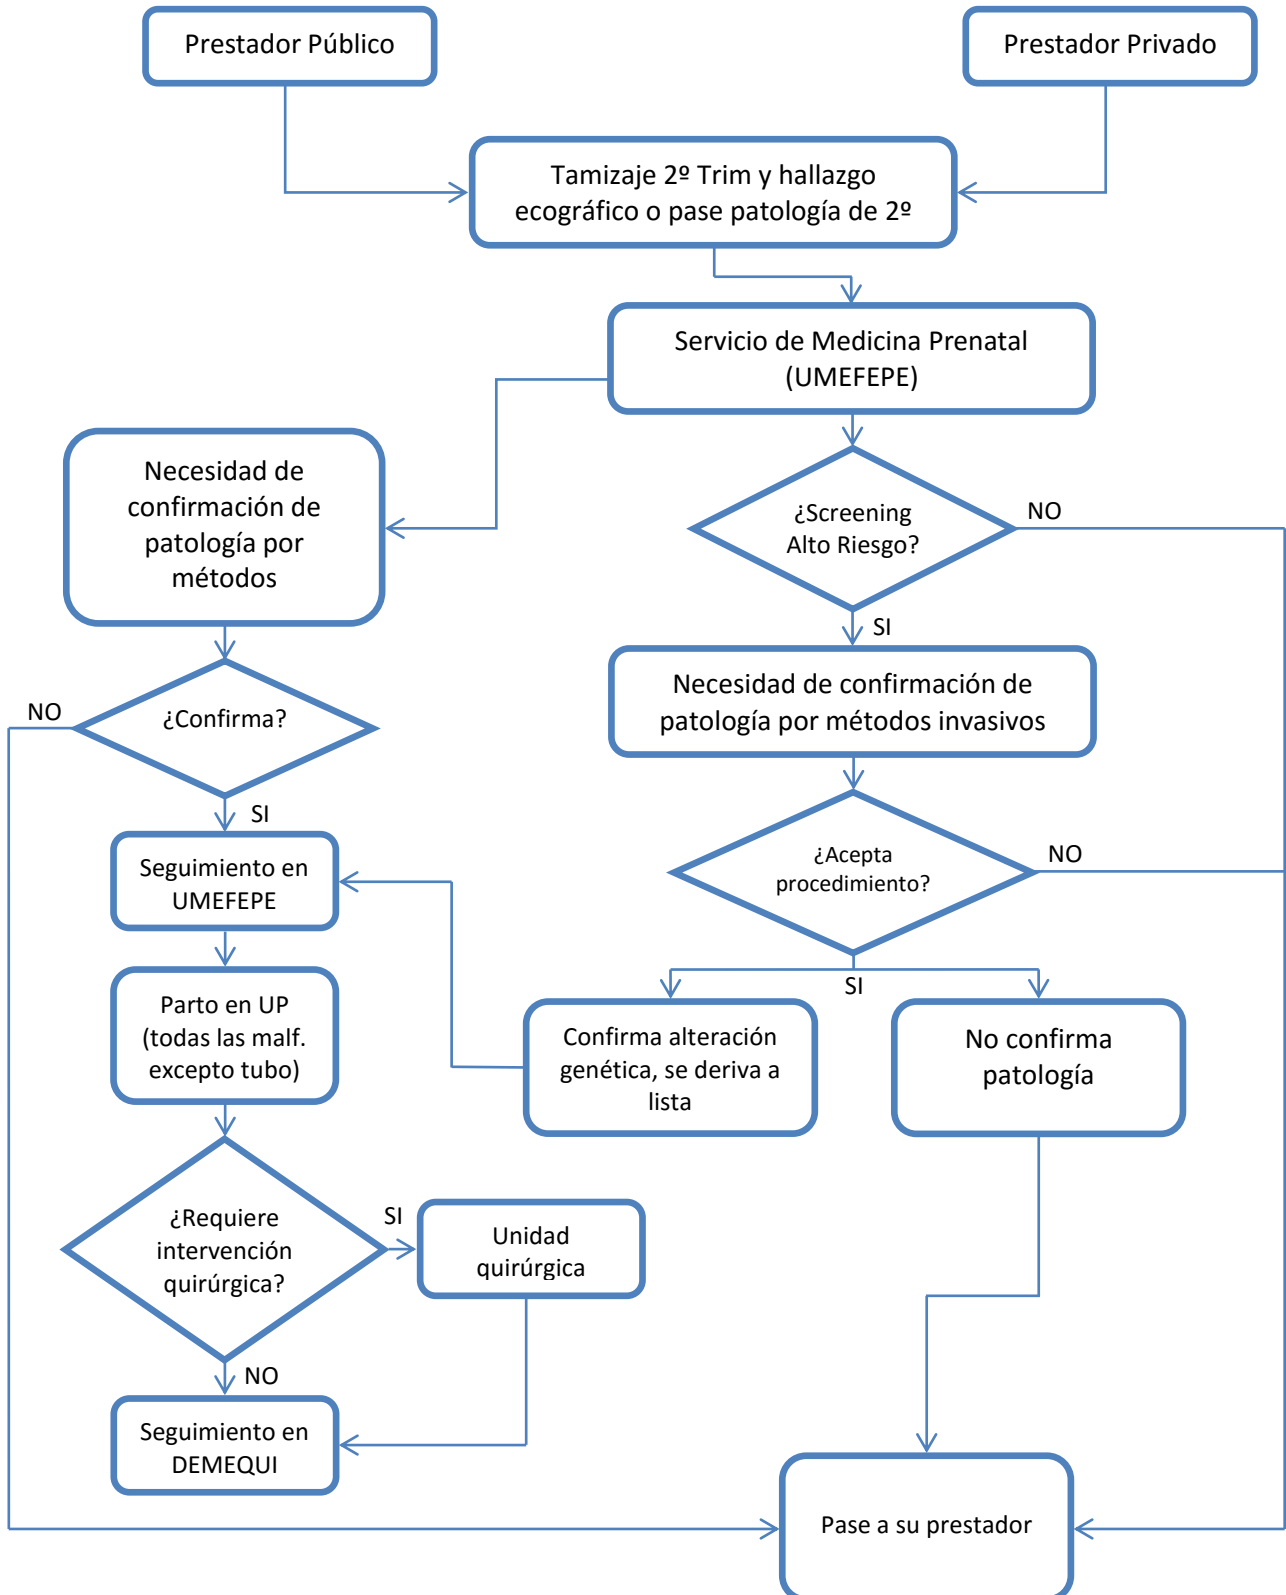 Prestador Público
Prestador Privado
Tamizaje 2º Trim y hallazgo
ecográfico o pase patología de 2º
Servicio de Medicina Prenatal
(UMEFEPE)
Necesidad de
confirmación de
patología por
métodos
¿Screening
Alto Riesgo?
NO
SI
Necesidad de confirmación de
patología por métodos invasivos
NO
¿Confirma?
SI
¿Acepta
procedimiento?
NO
SI
Seguimiento en
UMEFEPE
Parto en UP
(todas las malf.
excepto tubo)
Confirma alteración
genética, se deriva a
lista
No confirma
patología
¿Requiere
intervención
quirúrgica?
SI
Unidad
quirúrgica
NO
Seguimiento en
DEMEQUI
Pase a su prestador